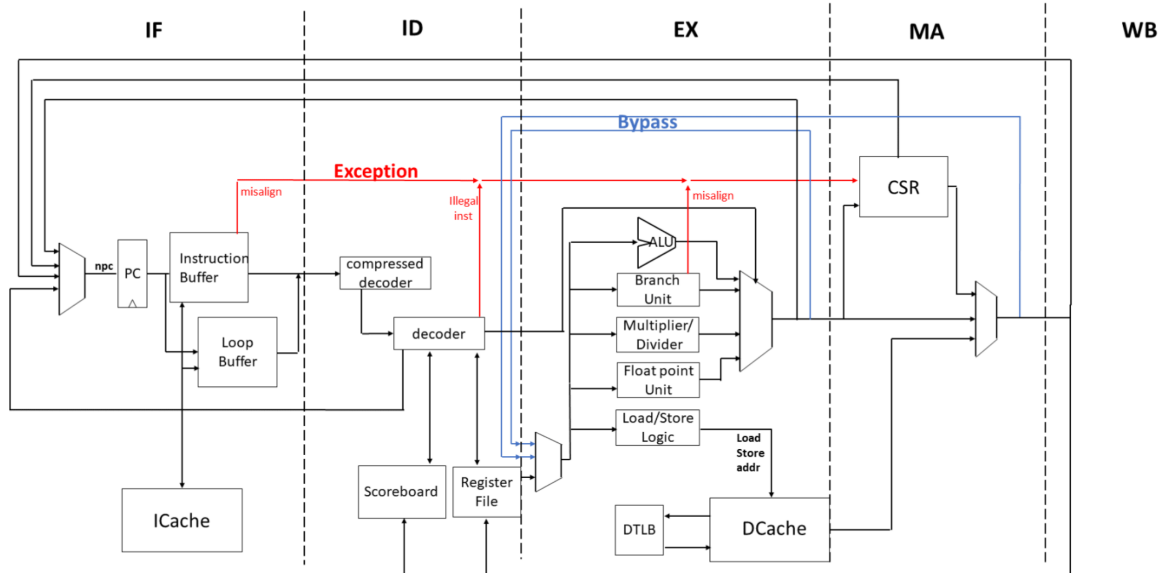 IF
ID
EX
MA
WB
Bypass
Exception
misalign
Illegal
inst
misalign
CSR
npc
PC
Instruction
Buffer
Loop
Buffer
compressed
decoder
decoder
ALU
Branch
Unit
Multiplier/
Divider
Float point
Unit
Load/Store
Logic
Load
Store
addr
Scoreboard
Register
File
ICache
DTLB
DCache